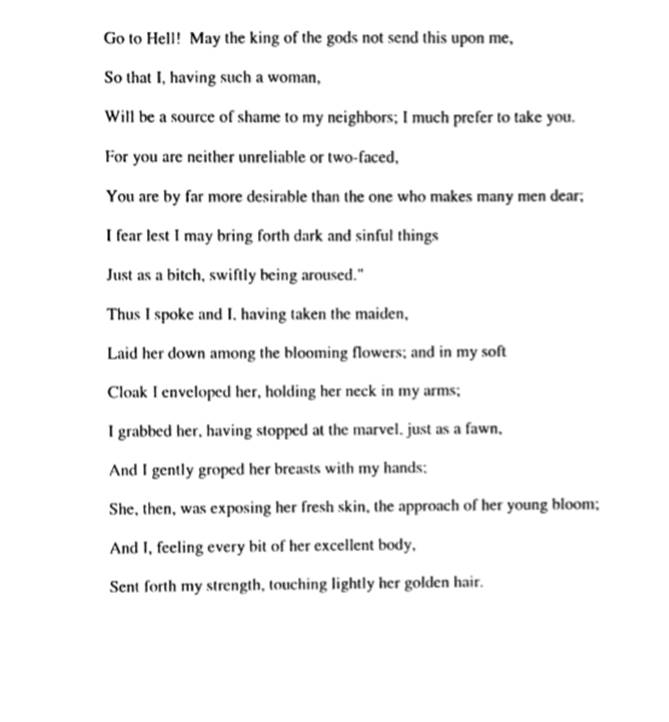 Go to Hell! May the king of the gods not send this upon me,
So that I, having such a woman,
Will be a source of shame to my neighbors; I much prefer to take you.
For you are neither unreliable or two-faced,
You are by far more desirable than the one who makes many men dear;
I fear lest I may bring forth dark and sinful things
Just as a bitch, swiftly being aroused."
Thus I spoke and I, having taken the maiden,
Laid her down among the blooming flowers; and in my soft
Cloak I enveloped her, holding her neck in my arms;
I grabbed her, having stopped at the marvel, just as a fawn,
And I gently groped her breasts with my hands;
She, then, was exposing her fresh skin, the approach of her young bloom;
And I, feeling every bit of her excellent body,
Sent forth my strength, touching lightly her golden hair.